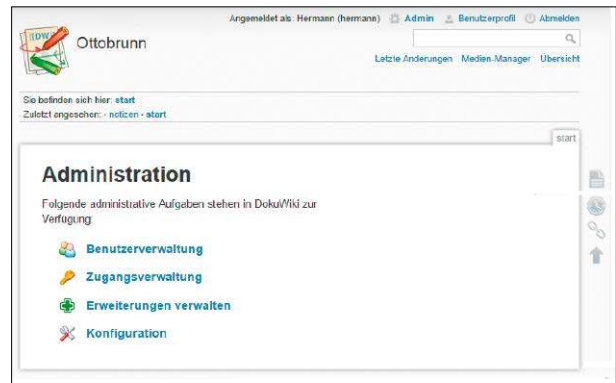 Angemeldet als: Hermann (hermann) Admin Benutzerprofil Abmelden
[DW]
Ottobrunn
Letzte Änderungen Medien-Manager Übersicht
Sie befinden sich hier: start
Zuletzt angesehen: • notizen • start
start
Administration
Folgende administrative Aufgaben stehen in DokuWiki zur
Verfügung:
Benutzerverwaltung
Zugangsverwaltung
Erweiterungen verwalten
Konfiguration